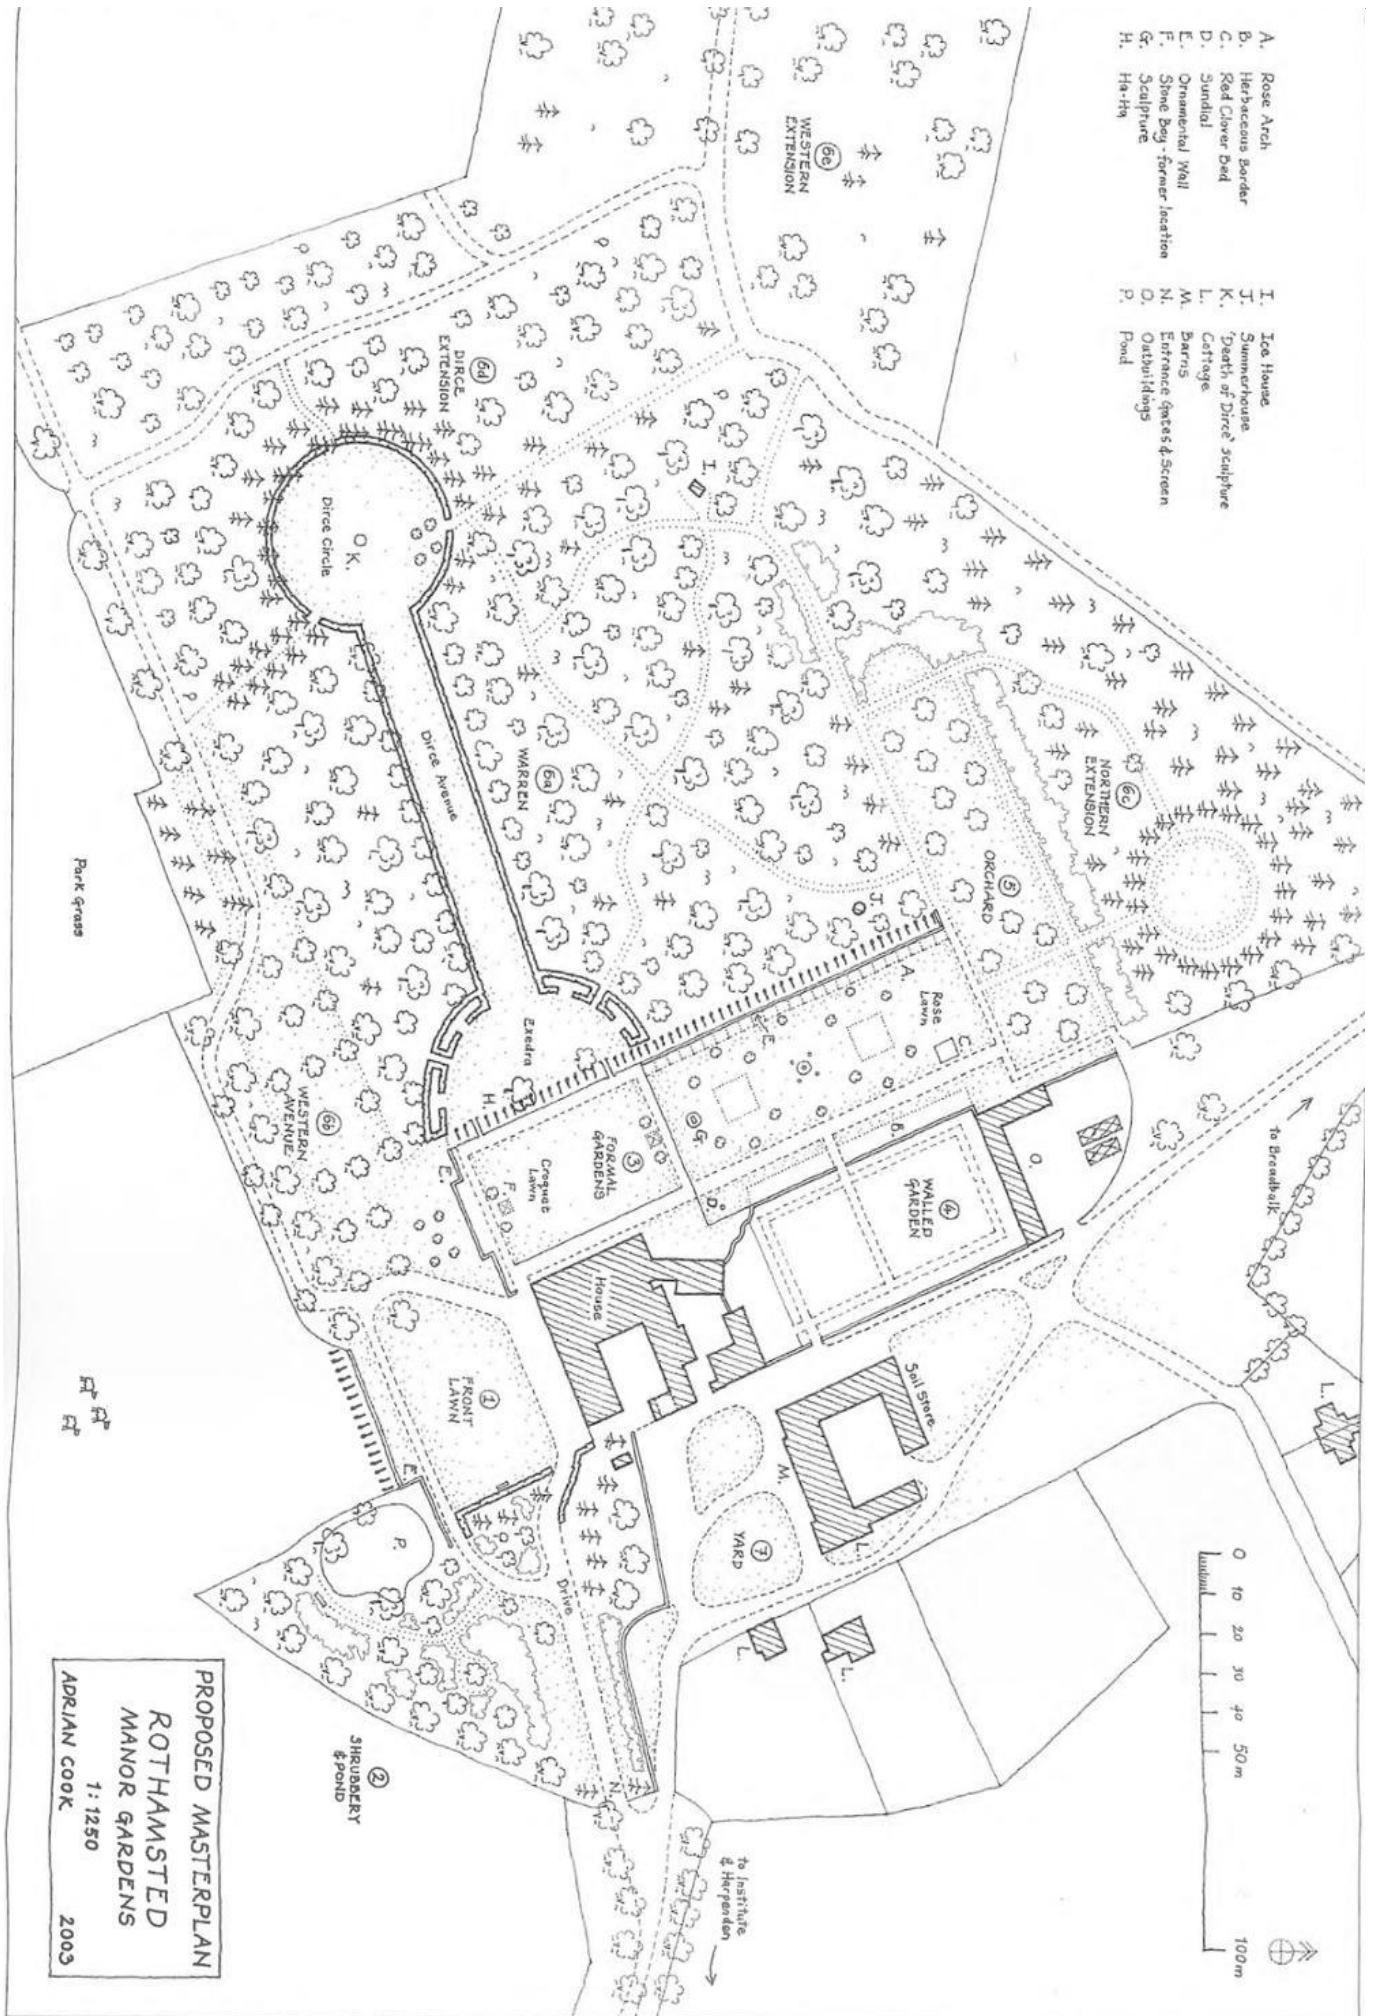 A. Rose Arch
B. Herbaceous Border
C. Red Clover Bed
D. Sundial
E. Ornamental Wall
F. Stone Boy - former location
G. Sculpture
H. Ha-Ha
I. Ice House
J. Summerhouse
K. 'Death of Dirce' sculpture
L. Cottage
M. Barns
N. Entrance Gates & Screen
O. Outbuildings
P. Pond
0 10 20 30 40 50m 100m
6e
WESTERN
EXTENSION
6d
DIRCE
EXTENSION
I.
K.
Dirce Circle
Dirce Avenue
6a
WARREN
6c
NORTHERN
EXTENSION
5
ORCHARD
J.
A.
Rose
Lawn
C.
E.
G.
B.
D.
Exedra
H.
3
FORMAL
GARDENS
Croquet
Lawn
F.
E.
6b
WESTERN
AVENUE
Park Grass
4
WALLED
GARDEN
O.
to Broadbalk
L.
House
Soil Store
M.
L.
7
YARD
L.
L.
1
FRONT
LAWN
E.
P.
Drive
N.
2
SHRUBBERY
& POND
to Institute
& Harpenden
PROPOSED MASTERPLAN
ROTHAMSTED
MANOR GARDENS
1:1250
ADRIAN COOK 2003